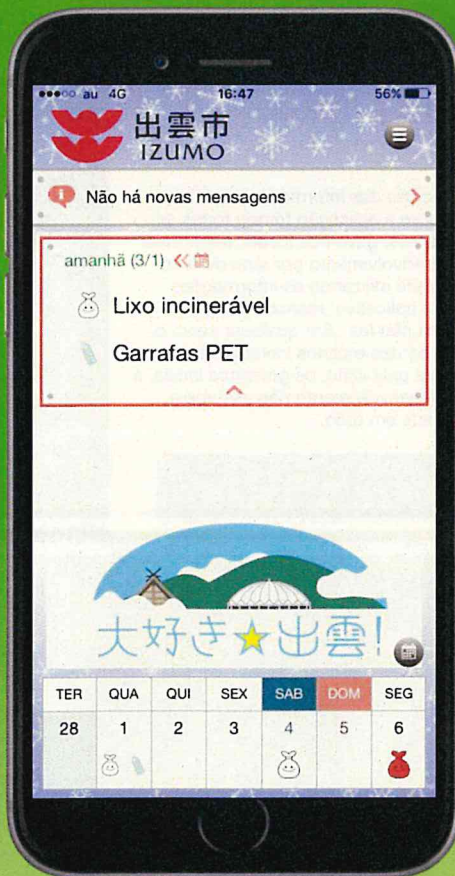 au 4G 16:47 56%
出雲市
IZUMO
Não há novas mensagens
amanhã (3/1)
Lixo incinerável
Garrafas PET
大好き★出雲!
TER QUA QUI SEX SAB DOM SEG
28 1 2 3 4 5 6